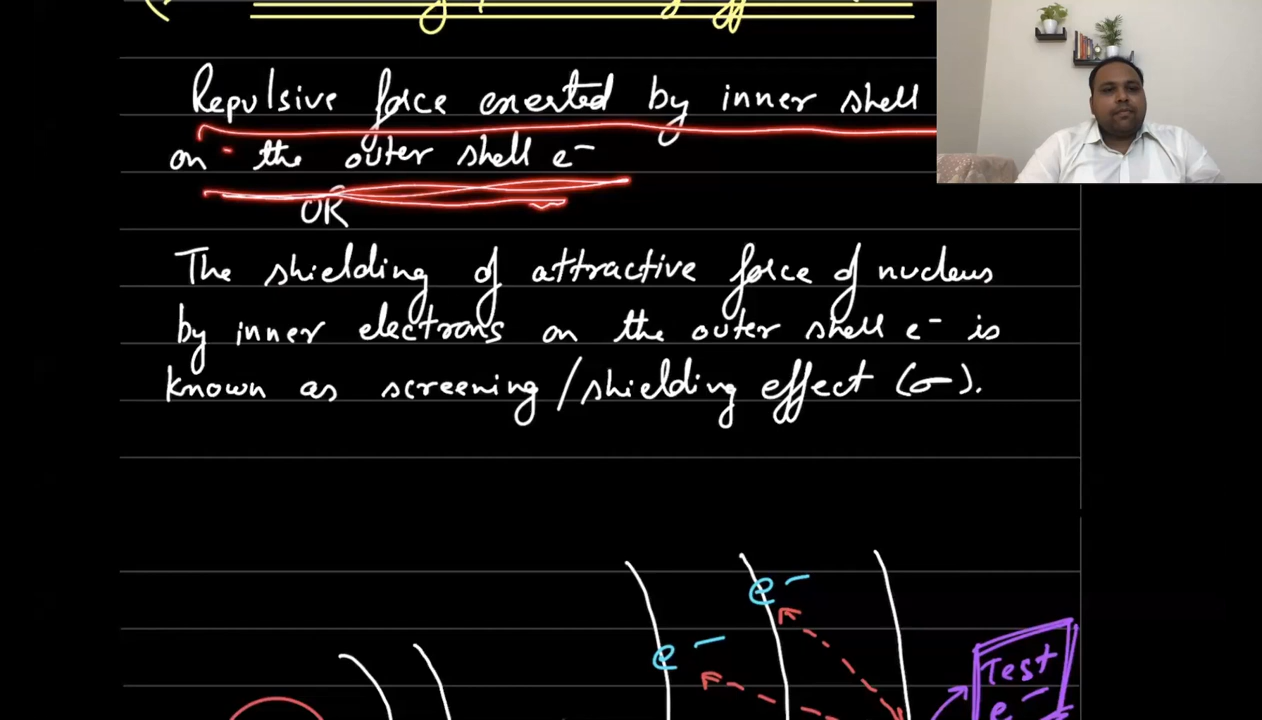 Repulsive force exerted by inner shell
on the outer shell e⁻
OR
The shielding of attractive force of nucleus
by inner electrons on the outer shell e⁻ is
known as screening/shielding effect (σ).
e⁻
e⁻
Test
e⁻